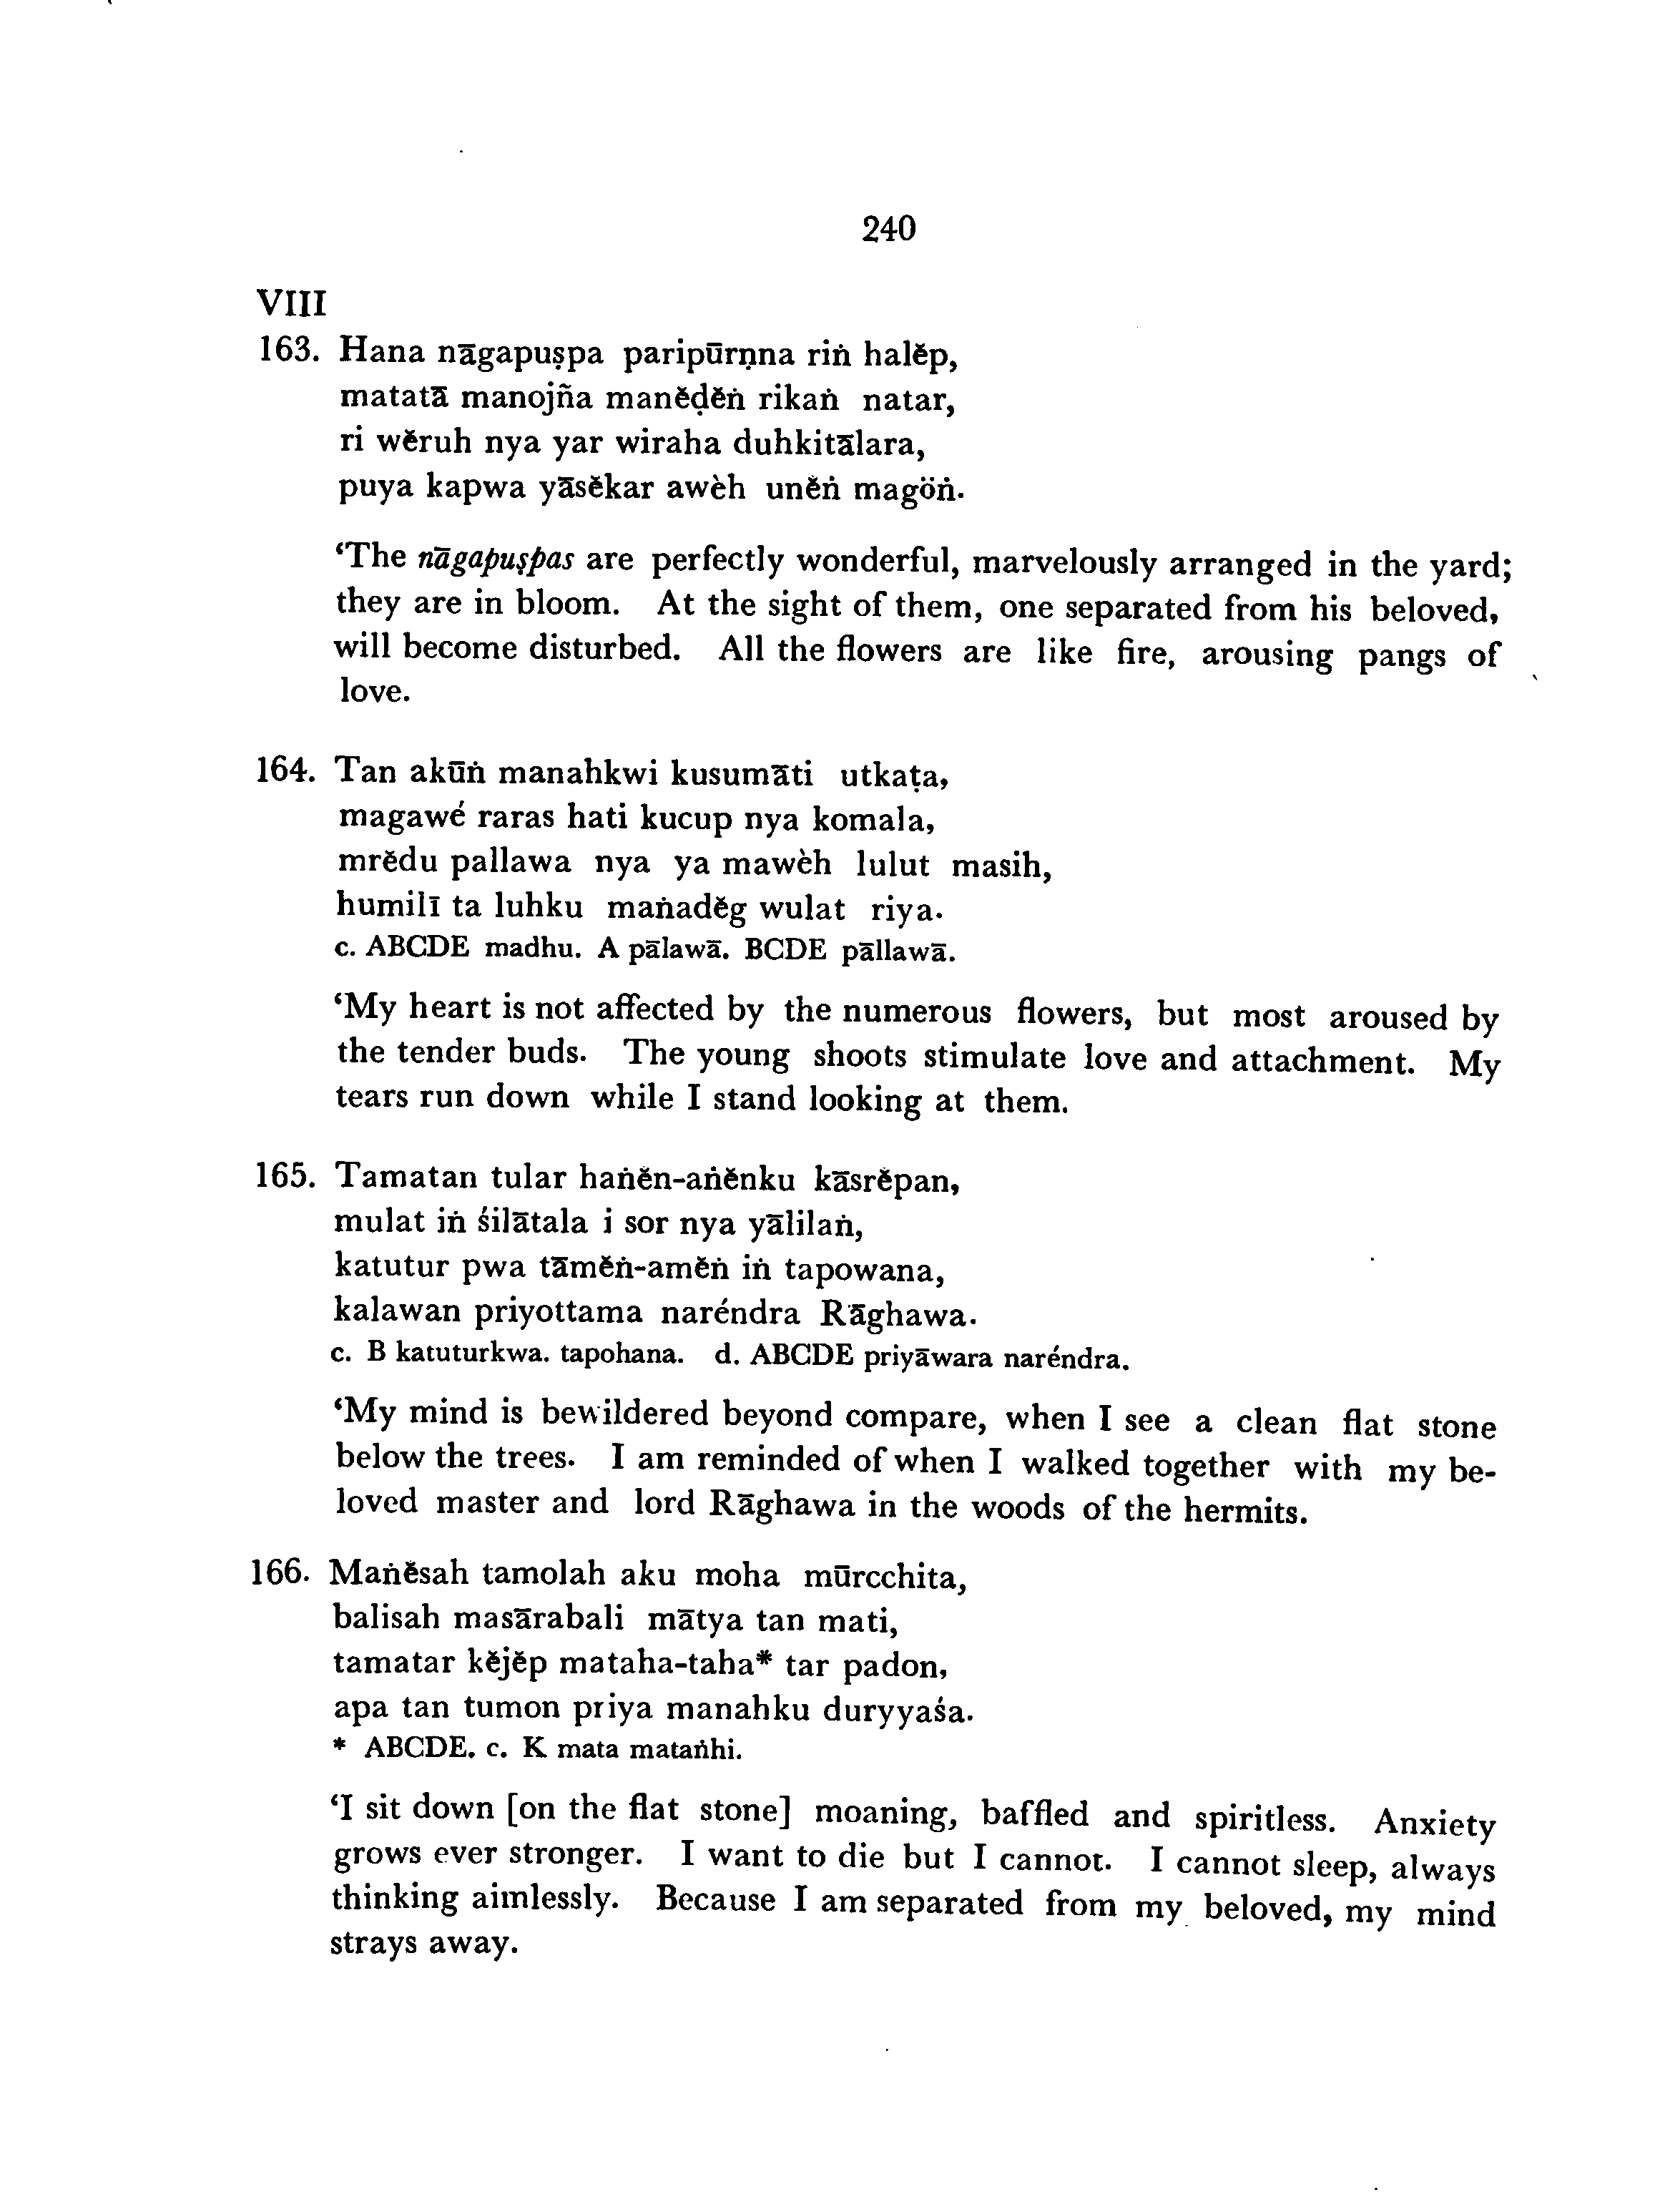 240
VIII
163. Hana nāgapuṣpa paripūrṇna riṅ halĕp,
matatā manojña manĕḍĕṅ rikaṅ natar,
ri wĕruh nya yar wiraha duhkitālara,
puya kapwa yāsĕkar awèh unĕṅ magöṅ.
‘The nāgapuṣpas are perfectly wonderful, marvelously arranged in the yard;
they are in bloom. At the sight of them, one separated from his beloved,
will become disturbed. All the flowers are like fire, arousing pangs of
love.
164. Tan akūṅ manahkwi kusumāti utkaṭa,
magawé raras hati kucup nya komala,
mrĕdu pallawa nya ya mawèh lulut masih,
humilī ta luhku maṅadĕg wulat riya.
c. ABCDE madhu. A pālawā. BCDE pāllawā.
‘My heart is not affected by the numerous flowers, but most aroused by
the tender buds. The young shoots stimulate love and attachment. My
tears run down while I stand looking at them.
165. Tamatan tular haṅĕn-aṅĕnku kāsrĕpan,
mulat iṅ śilātala i sor nya yālilaṅ,
katutur pwa tāmĕṅ-amĕṅ iṅ tapowana,
kalawan priyottama naréndra Rāghawa.
c. B katuturkwa. tapohana. d. ABCDE priyāwara naréndra.
‘My mind is bewildered beyond compare, when I see a clean flat stone
below the trees. I am reminded of when I walked together with my be-
loved master and lord Rāghawa in the woods of the hermits.
166. Maṅĕsah tamolah aku moha mūrcchita,
balisah masārabali mātya tan mati,
tamatar kĕjĕp mataha-taha* tar padon,
apa tan tumon priya manahku duryyaśa.
* ABCDE. c. K mata mataṅhi.
‘I sit down [on the flat stone] moaning, baffled and spiritless. Anxiety
grows ever stronger. I want to die but I cannot. I cannot sleep, always
thinking aimlessly. Because I am separated from my beloved, my mind
strays away.